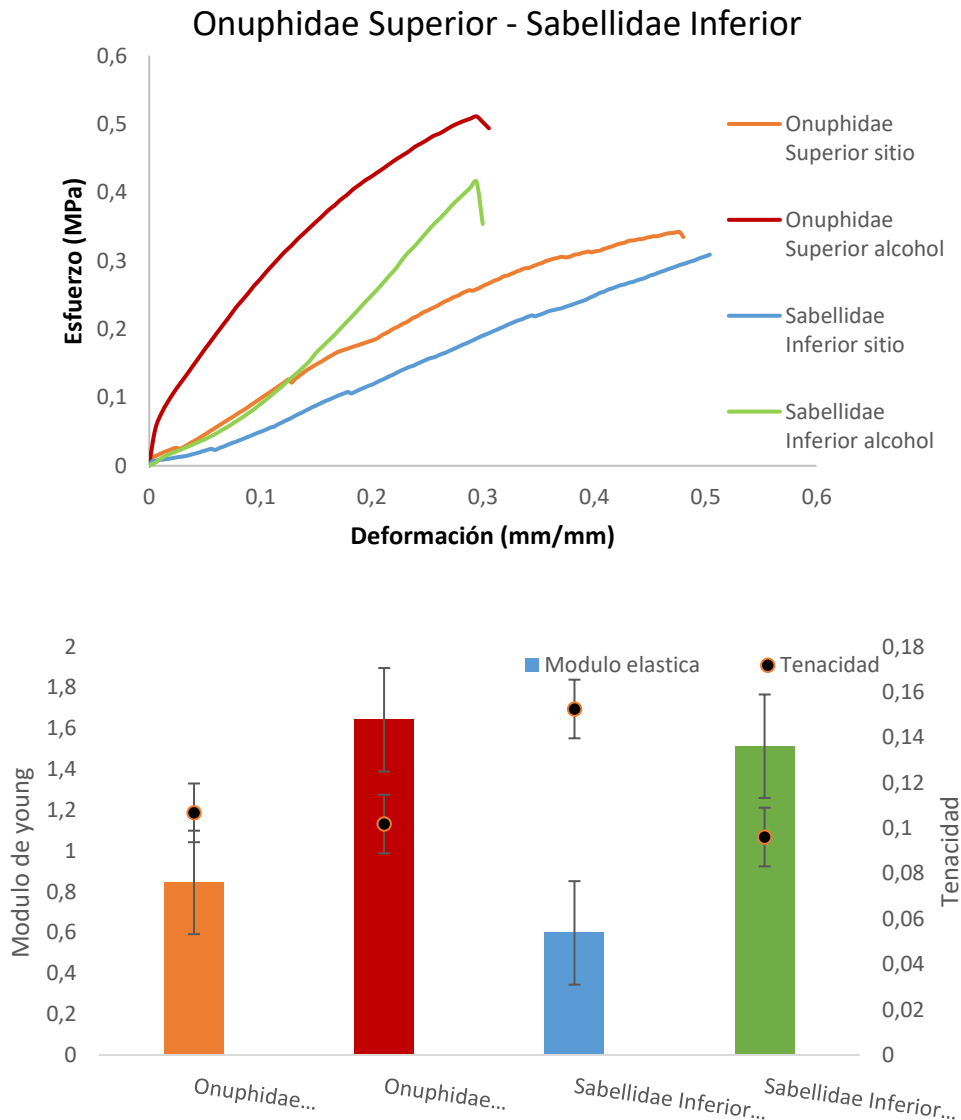 Onuphidae Superior - Sabellidae Inferior
0,6
0,5
0,4
0,3
0,2
0,1
0
Esfuerzo (MPa)
0
0,1
0,2
0,3
0,4
0,5
0,6
Deformación (mm/mm)
Onuphidae
Superior sitio
Onuphidae
Superior alcohol
Sabellidae
Inferior sitio
Sabellidae
Inferior alcohol
Modulo elastica
Tenacidad
2
1,8
1,6
1,4
1,2
1
0,8
0,6
0,4
0,2
0
Modulo de young
0,18
0,16
0,14
0,12
0,1
0,08
0,06
0,04
0,02
0
Tenacidad
Onuphidae...
Onuphidae...
Sabellidae Inferior...
Sabellidae Inferior...